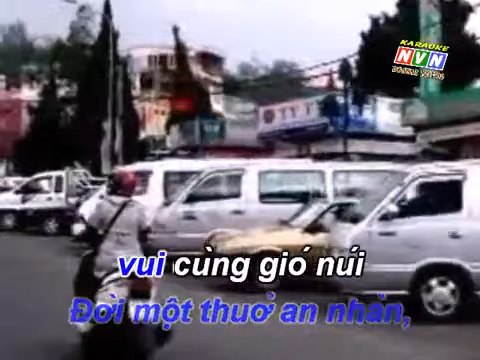 KARAOKE
NVN
vui cùng gió núi
Đời một thuở an nhàn,